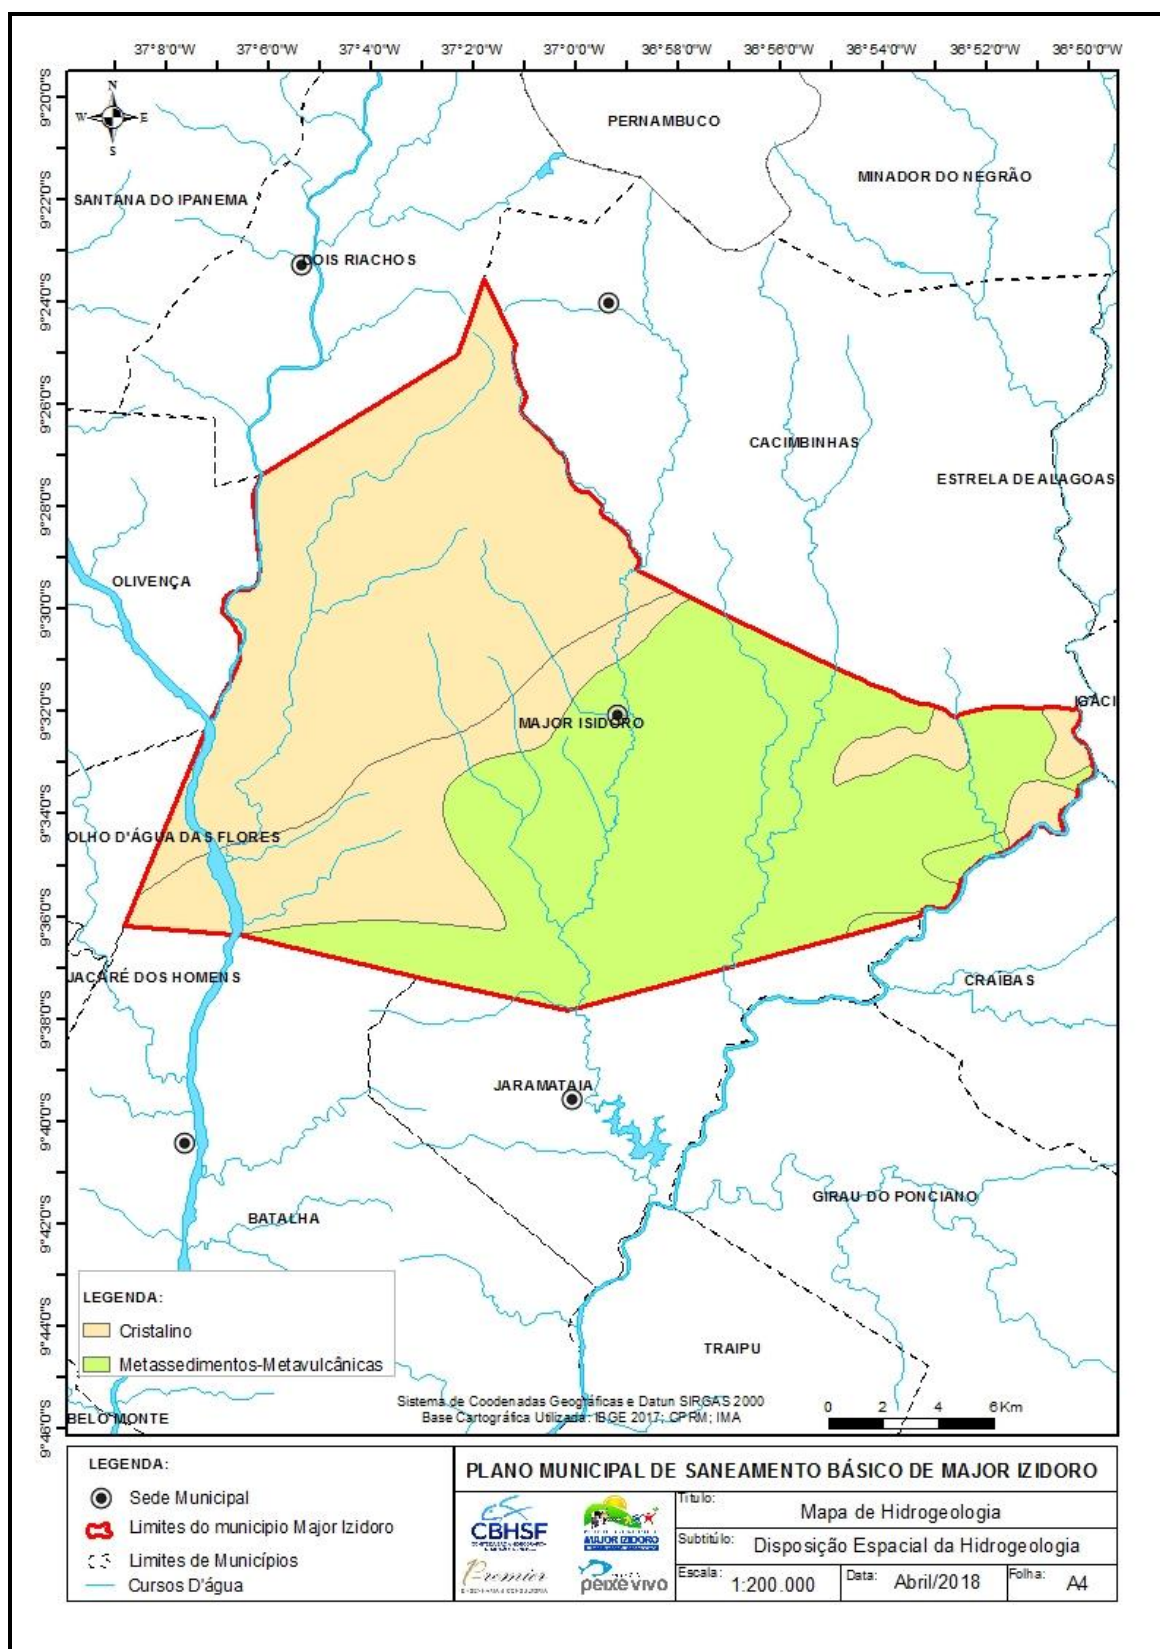 37°8'0"W 37°6'0"W 37°4'0"W 37°2'0"W 37°0'0"W 36°58'0"W 36°56'0"W 36°54'0"W 36°52'0"W 36°50'0"W
9°20'0"S
9°22'0"S
9°24'0"S
9°26'0"S
9°28'0"S
9°30'0"S
9°32'0"S
9°34'0"S
9°36'0"S
9°38'0"S
9°40'0"S
9°42'0"S
9°44'0"S
9°46'0"S
N
W E
S
PERNAMBUCO
MINADOR DO NEGRÃO
SANTANA DO IPANEMA
DOIS RIACHOS
CACIMBINHAS
ESTRELA DE ALAGOAS
OLIVENÇA
IGACI
MAJOR ISIDORO
OLHO D'ÁGUA DAS FLORES
JACARÉ DOS HOMENS
CRAÍBAS
JARAMATAIA
GIRAU DO PONCIANO
BATALHA
TRAIPU
BELO MONTE
LEGENDA:
Cristalino
Metassedimentos-Metavulcânicas
Sistema de Coodenadas Geográficas e Datun SIRGAS 2000
Base Cartográfica Utilizada: IBGE 2017; CPRM; IMA
0 2 4 6 Km
LEGENDA:
Sede Municipal
Limites do municipio Major Izidoro
Limites de Municípios
Cursos D'água
PLANO MUNICIPAL DE SANEAMENTO BÁSICO DE MAJOR IZIDORO
CBHSF
MAJOR IZIDORO
Premier
peixe vivo
Titulo:
Mapa de Hidrogeologia
Subtitúlo:
Disposição Espacial da Hidrogeologia
Escala: 1:200.000
Data: Abril/2018
Folha: A4